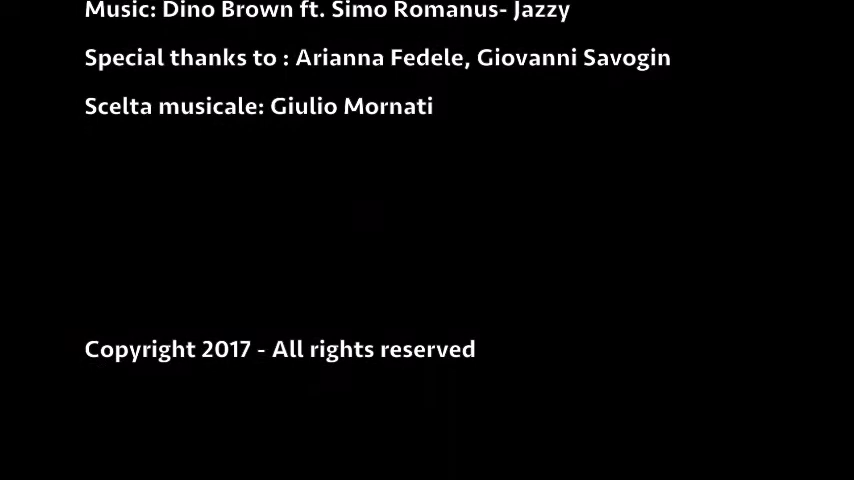 Music: Dino Brown ft. Simo Romanus- Jazzy
Special thanks to : Arianna Fedele, Giovanni Savogin
Scelta musicale: Giulio Mornati
Copyright 2017 - All rights reserved